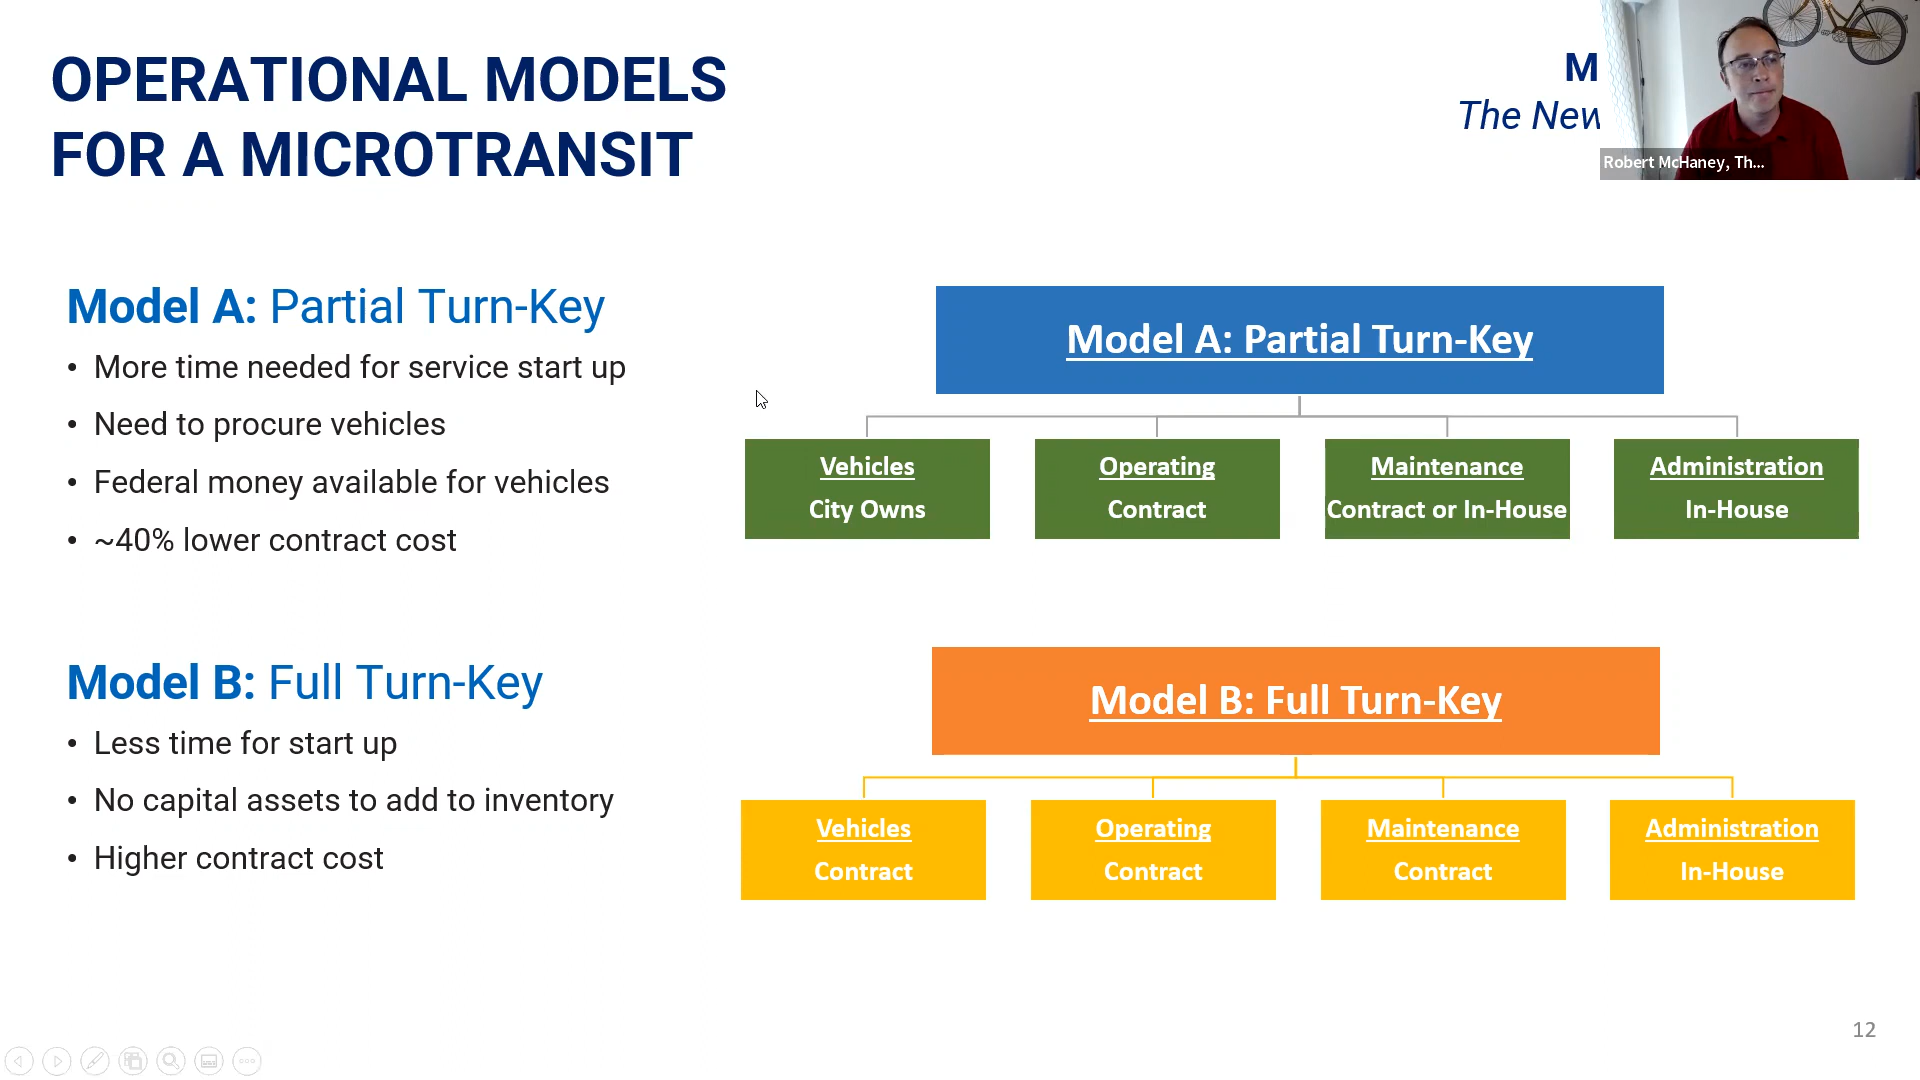 OPERATIONAL MODELS
FOR A MICROTRANSIT
M
The New
Robert McHaney, Th...
Model A: Partial Turn-Key
• More time needed for service start up
• Need to procure vehicles
• Federal money available for vehicles
• ~40% lower contract cost
Model A: Partial Turn-Key
Vehicles
City Owns
Operating
Contract
Maintenance
Contract or In-House
Administration
In-House
Model B: Full Turn-Key
• Less time for start up
• No capital assets to add to inventory
• Higher contract cost
Model B: Full Turn-Key
Vehicles
Contract
Operating
Contract
Maintenance
Contract
Administration
In-House
12